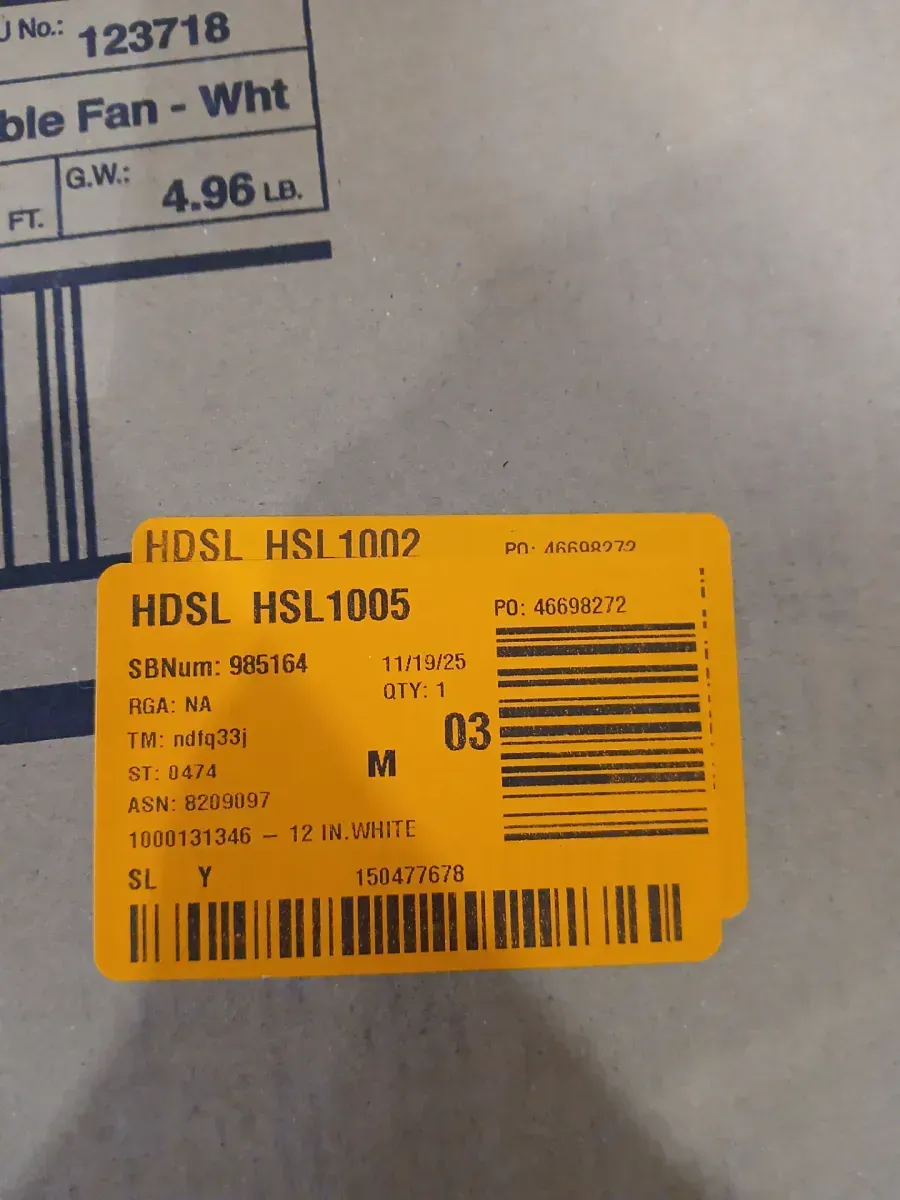 No.: 123718
Fan - Wht
FT. G.W.: 4.96 LB.
HDSL HSL1002 PO: 46698272
HDSL HSL1005 PO: 46698272
SBNum: 985164 11/19/25
RGA: NA QTY: 1
TM: ndfq33j 03
ST: 0474 M
ASN: 8209097
1000131346 – 12 IN.WHITE
SL Y 150477678